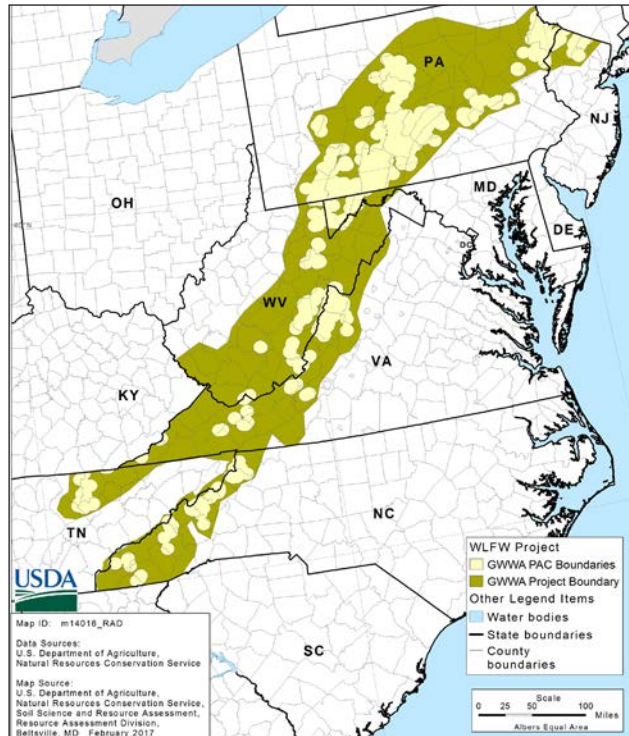 PA
NJ
OH
MD
DE
DC
WV
VA
KY
TN
NC
SC
USDA
Map ID: m14016_RAD
Data Sources:
U.S. Department of Agriculture,
Natural Resources Conservation Service
Map Source:
U.S. Department of Agriculture,
Natural Resources Conservation Service,
Soil Science and Resource Assessment,
Resource Assessment Division,
Beltsville, MD February 2017
WLFW Project
GWWA PAC Boundaries
GWWA Project Boundary
Other Legend Items
Water bodies
State boundaries
County
boundaries
Scale
0 25 50 100
Miles
Albers Equal Area